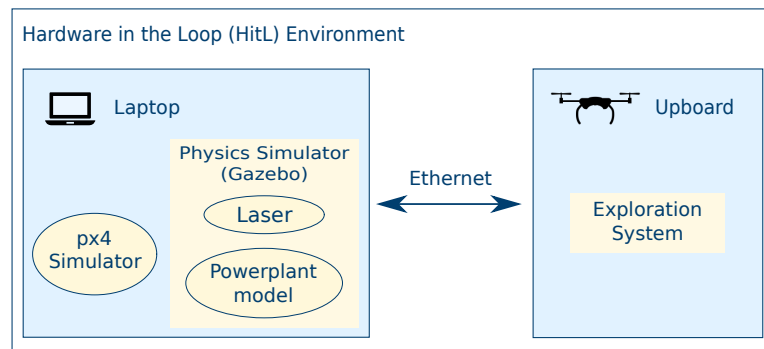 Hardware in the Loop (HitL) Environment
Laptop
Physics Simulator
(Gazebo)
Laser
Powerplant
model
px4
Simulator
Ethernet
Upboard
Exploration
System